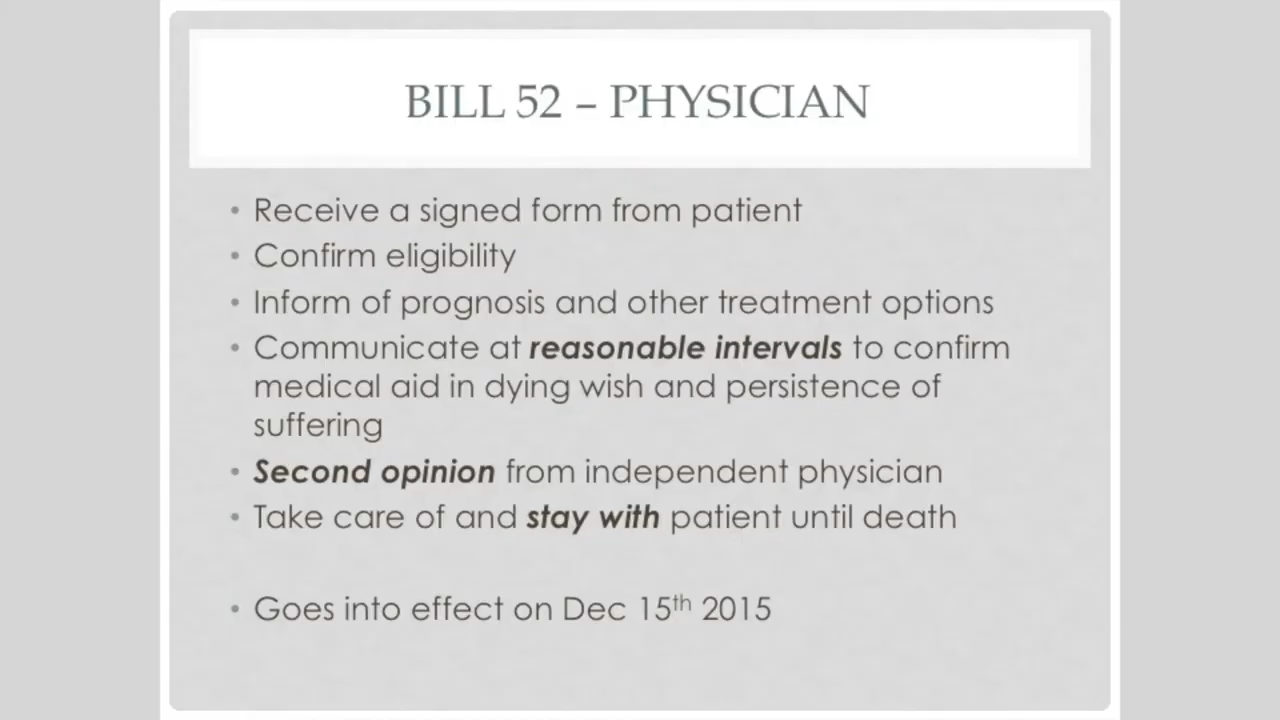 BILL 52 – PHYSICIAN
• Receive a signed form from patient
• Confirm eligibility
• Inform of prognosis and other treatment options
• Communicate at reasonable intervals to confirm
medical aid in dying wish and persistence of
suffering
• Second opinion from independent physician
• Take care of and stay with patient until death
• Goes into effect on Dec 15th 2015